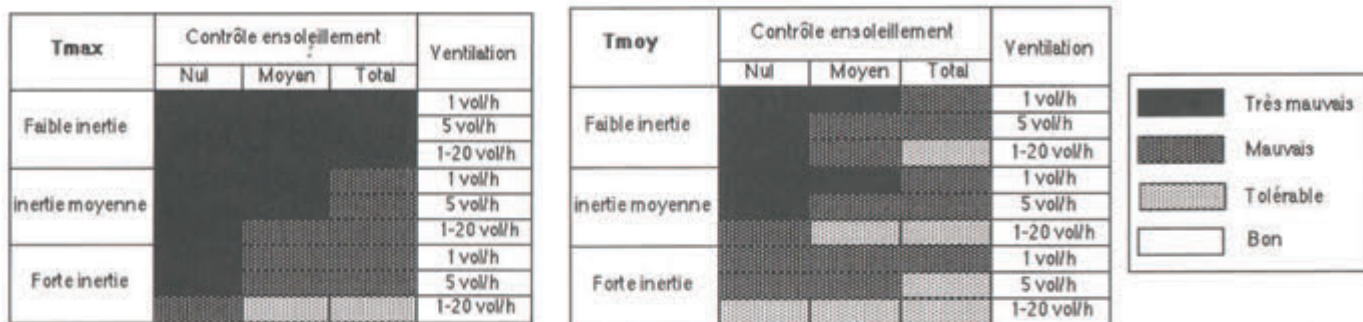 Tmax Contrôle ensoleillement Ventilation
Nul Moyen Total
Faible inertie 1 vol/h
5 vol/h
1-20 vol/h
inertie moyenne 1 vol/h
5 vol/h
1-20 vol/h
Forte inertie 1 vol/h
5 vol/h
1-20 vol/h
Tmoy Contrôle ensoleillement Ventilation
Nul Moyen Total
Faible inertie 1 vol/h
5 vol/h
1-20 vol/h
inertie moyenne 1 vol/h
5 vol/h
1-20 vol/h
Forte inertie 1 vol/h
5 vol/h
1-20 vol/h
Très mauvais
Mauvais
Tolérable
Bon